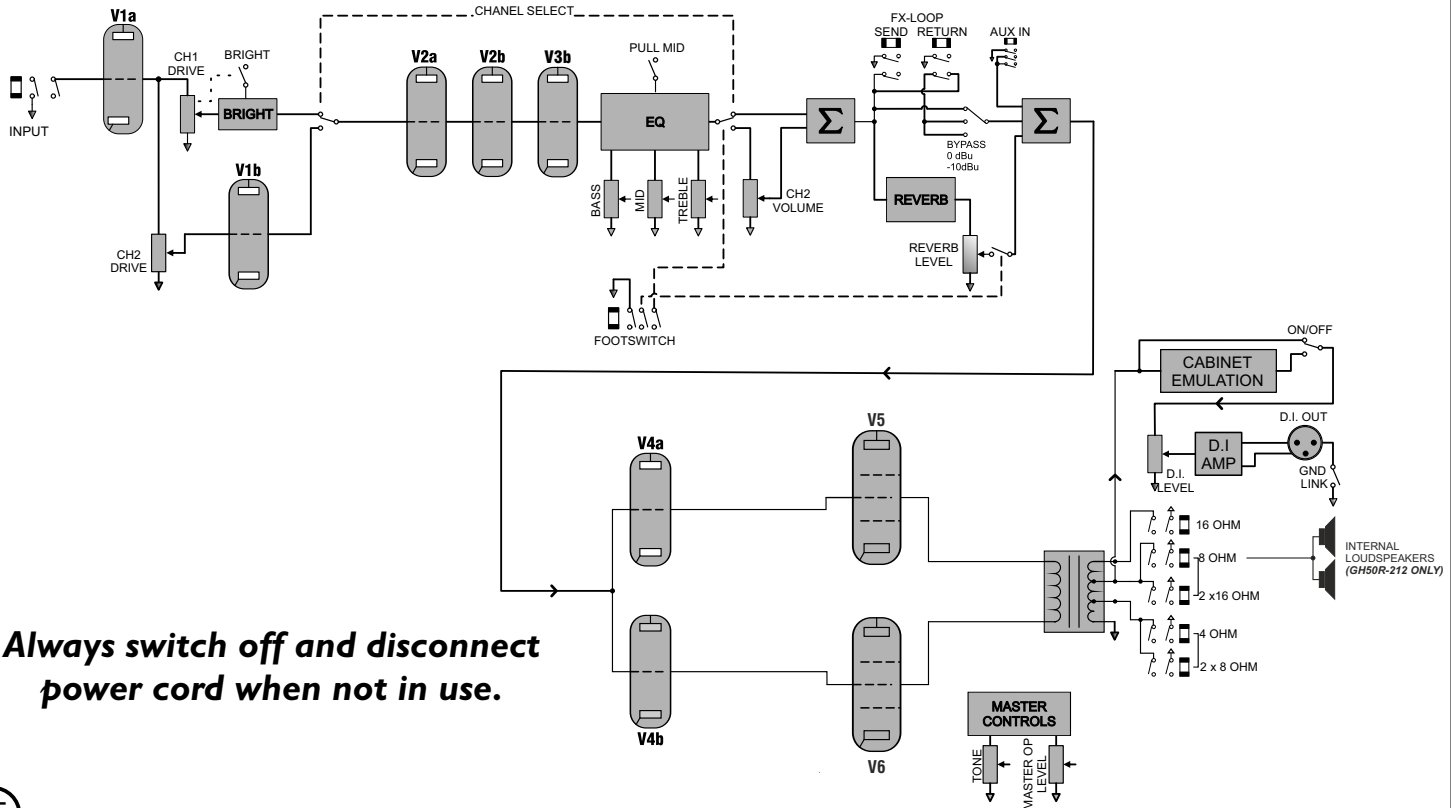 CHANEL SELECT
V1a
CH1
DRIVE
BRIGHT
BRIGHT
INPUT
V1b
CH2
DRIVE
V2a
V2b
V3b
PULL MID
EQ
BASS
MID
TREBLE
CH2
VOLUME
Σ
FX-LOOP
SEND
RETURN
AUX IN
BYPASS
0 dBu
-10dBu
Σ
REVERB
REVERB
LEVEL
FOOTSWITCH
ON/OFF
CABINET
EMULATION
D.I. OUT
D.I
AMP
D.I.
LEVEL
GND
LINK
V4a
V5
16 OHM
8 OHM
2 x16 OHM
4 OHM
2 x 8 OHM
INTERNAL
LOUDSPEAKERS
(GH50R-212 ONLY)
Always switch off and disconnect
power cord when not in use.
V4b
V6
MASTER
CONTROLS
TONE
MASTER OP
LEVEL